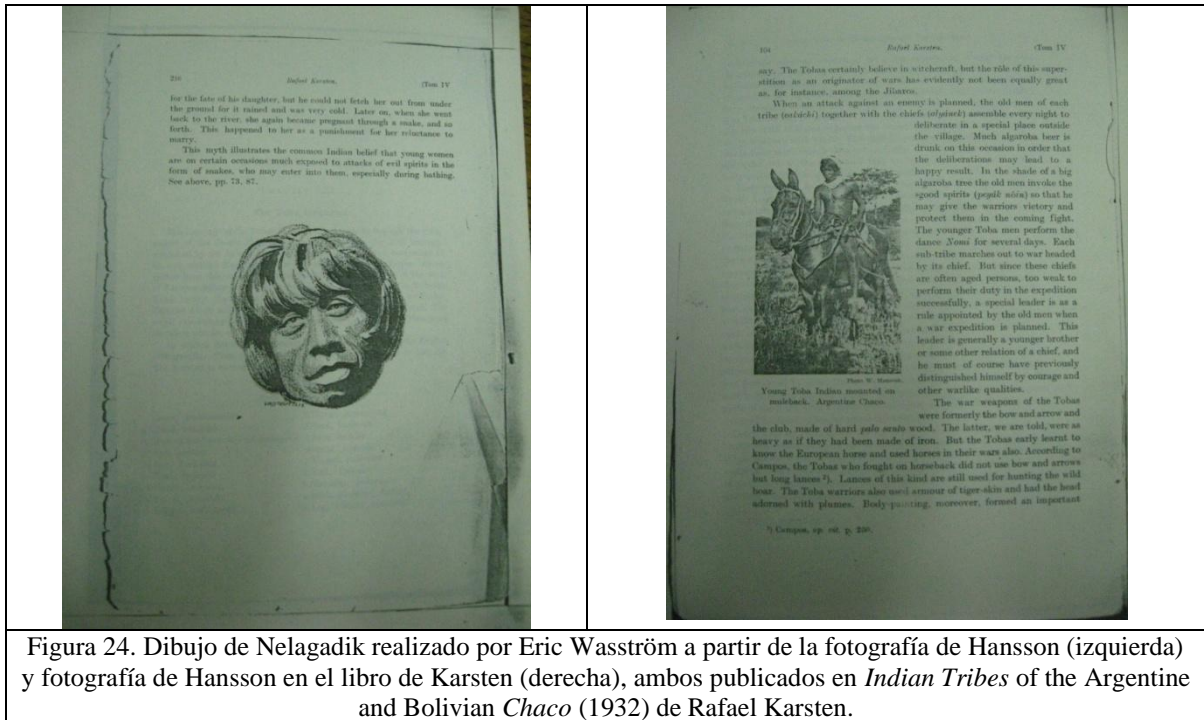 Rafael Karsten. (Tom. IV
for the fate of his daughter, but he could not fetch her out from under
the ground for it rained and was very cold. Later on, when she went
back to the river, she again became pregnant through a snake, and so
forth. This happened to her as a punishment for her reluctance to
marry.
This myth illustrates the common Indian belief that young women
are on certain occasions much exposed to attacks of evil spirits in the
form of snakes, who may enter into them, especially during bathing.
See above, pp. 73, 87.
104 Rafael Karsten. (Tom. IV
say. The Tobas certainly believe in witchcraft, but the rôle of this super-
stition as an originator of wars has evidently not been equally great
as, for instance, among the Jibaros.
When an attack against an enemy is planned, the old men of each
tribe together with the chiefs assemble every night to
deliberate in a special place outside
the village. Much algaroba beer is
drunk on this occasion in order that
the deliberations may lead to a
happy result. In the shade of a big
algaroba tree the old men invoke the
good spirits so that he
may give the warriors victory and
protect them in the coming fight.
The younger Toba men perform the
dance Nomi for several days. Each
sub-tribe marches out to war headed
by its chief. But since these chiefs
are often aged persons, too weak to
perform their duty in the expedition
successfully, a special leader is as a
rule appointed by the old men when
a war expedition is planned. This
leader is generally a younger brother
or some other relation of a chief, and
he must of course have previously
distinguished himself by courage and
other warlike qualities.
Photo W.
Young Toba Indian mounted on
muleback. Argentine Chaco.
The war weapons of the Tobas
were formerly the bow and arrow and
the club, made of hard palo santo wood. The latter, we are told, were as
heavy as if they had been made of iron. But the Tobas early learnt to
know the European horse and used horses in their wars also. According to
Campos, the Tobas who fought on horseback did not use bow and arrows
but long lances. Lances of this kind are still used for hunting the wild
boar. The Toba warriors also used armour of tiger-skin and had the head
adorned with plumes. Body-painting, moreover, formed an important
Campos, op. cit. p.
Figura 24. Dibujo de Nelagadik realizado por Eric Wasström a partir de la fotografía de Hansson (izquierda)
y fotografía de Hansson en el libro de Karsten (derecha), ambos publicados en Indian Tribes of the Argentine
and Bolivian Chaco (1932) de Rafael Karsten.